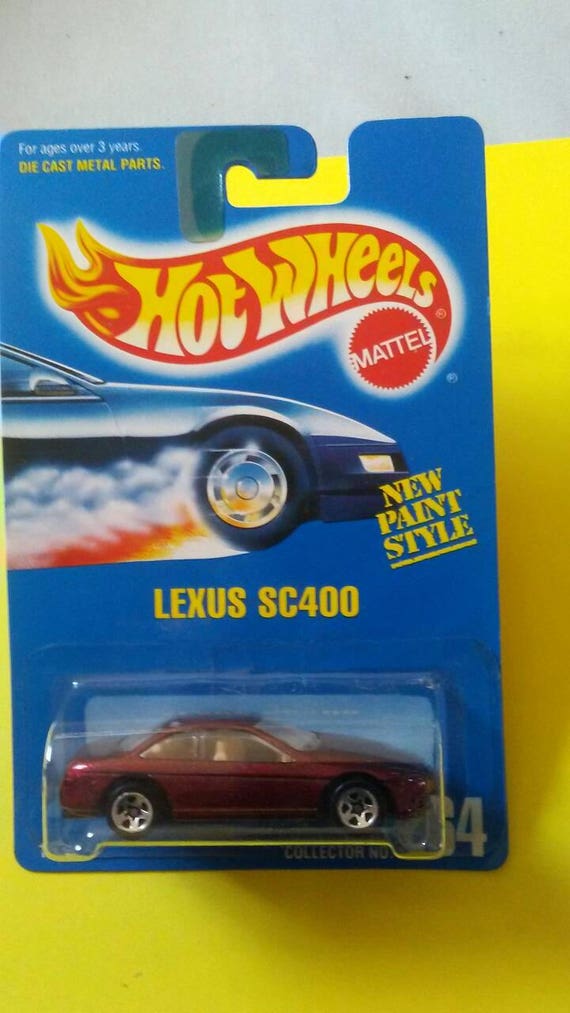 For ages over 3 years.
DIE CAST METAL PARTS.
HOT WHEELS ®
MATTEL
®
NEW
PAINT
STYLE
LEXUS SC400
COLLECTOR NO. 64